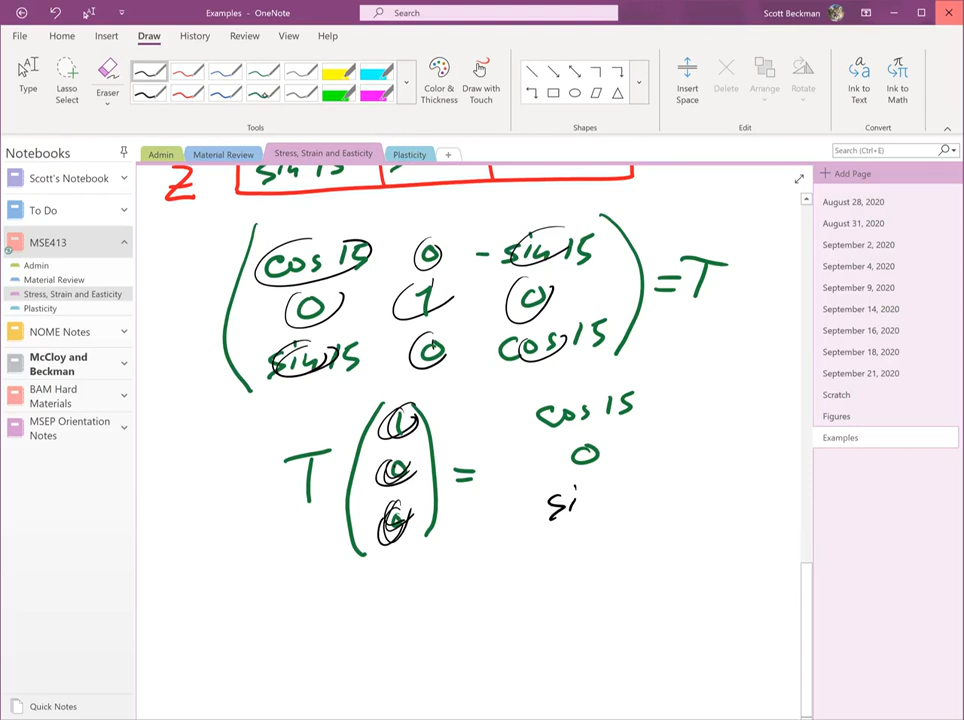 Examples - OneNote
Search
Scott Beckman
File Home Insert Draw History Review View Help
Type
Lasso Select
Eraser
Color & Thickness
Draw with Touch
Insert Space
Delete
Arrange
Rotate
Ink to Text
Ink to Math
Tools
Shapes
Edit
Convert
Notebooks
Admin
Material Review
Stress, Strain and Easticity
Plasticity
+
Search (Ctrl+E)
Scott's Notebook
To Do
MSE413
Admin
Material Review
Stress, Strain and Easticity
Plasticity
NOME Notes
McCloy and Beckman
BAM Hard Materials
MSEP Orientation Notes
Quick Notes
Z sin 15
cos 15 0 - sin 15
0 1 0 = T
sin 15 0 cos 15
T ( 1 0 0 ) =
cos 15
0
si
Add Page
August 28, 2020
August 31, 2020
September 2, 2020
September 4, 2020
September 9, 2020
September 14, 2020
September 16, 2020
September 18, 2020
September 21, 2020
Scratch
Figures
Examples